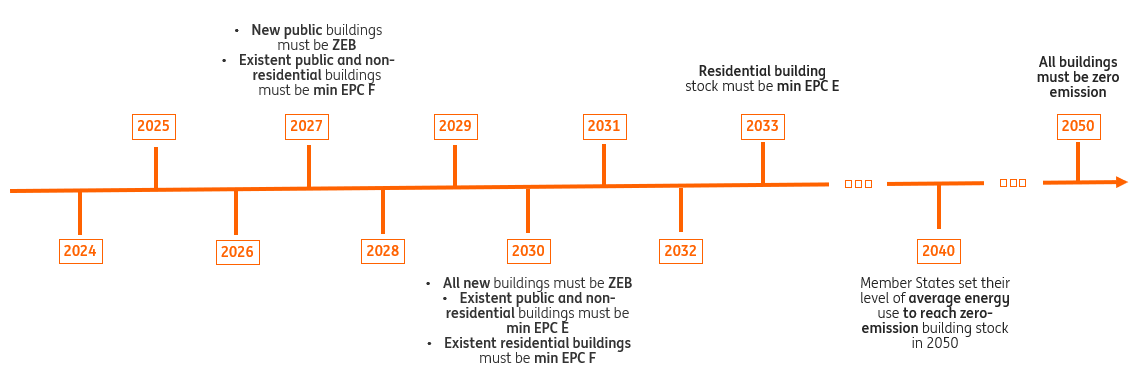 • New public buildings
must be ZEB
• Existent public and non-
residential buildings
must be min EPC F
Residential building
stock must be min EPC E
All buildings
must be zero
emission
2025
2027
2029
2031
2033
2050
2024
2026
2028
2030
2032
2040
• All new buildings must be ZEB
• Existent public and non-
residential buildings must be
min EPC E
• Existent residential buildings
must be min EPC F
Member States set their
level of average energy
use to reach zero-
emission building stock
in 2050